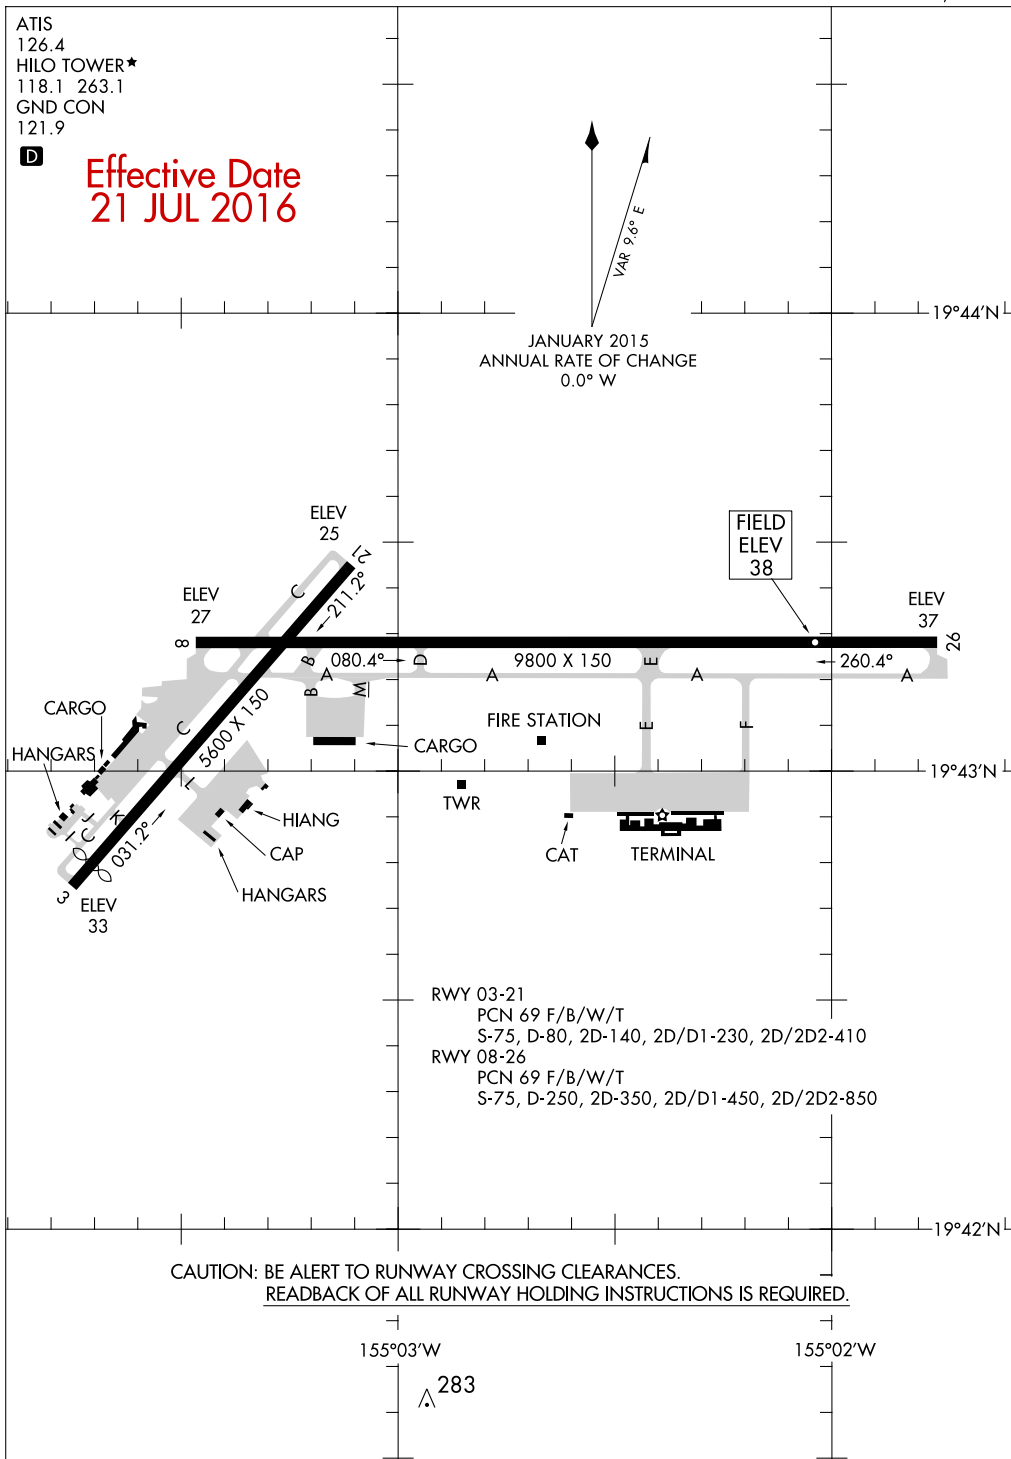 ATIS
126.4
HILO TOWER★
118.1 263.1
GND CON
121.9
D
Effective Date
21 JUL 2016
VAR 9.6° E
19°44'N
JANUARY 2015
ANNUAL RATE OF CHANGE
0.0° W
ELEV
25
21
FIELD
ELEV
38
C
211.2°
ELEV
27
ELEV
37
8
26
B
080.4°
D
9800 X 150
E
260.4°
A
A
A
A
B
M
CARGO
C
5600 X 150
E
F
FIRE STATION
HANGARS
CARGO
19°43'N
L
TWR
J
K
HIANG
I
C
031.2°
CAP
CAT
TERMINAL
HANGARS
3
ELEV
33
RWY 03-21
PCN 69 F/B/W/T
S-75, D-80, 2D-140, 2D/D1-230, 2D/2D2-410
RWY 08-26
PCN 69 F/B/W/T
S-75, D-250, 2D-350, 2D/D1-450, 2D/2D2-850
19°42'N
CAUTION: BE ALERT TO RUNWAY CROSSING CLEARANCES.
READBACK OF ALL RUNWAY HOLDING INSTRUCTIONS IS REQUIRED.
155°03'W
155°02'W
283